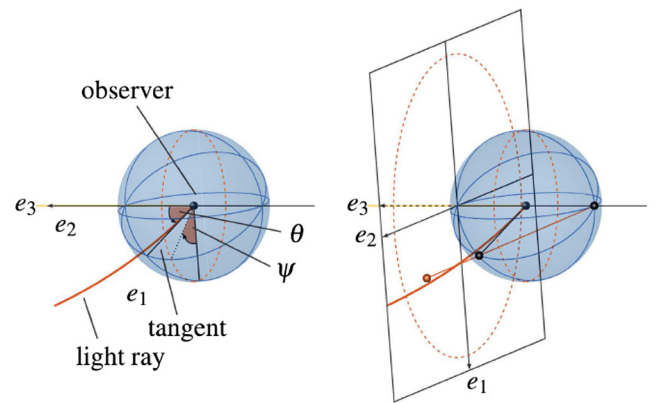 observer
e3
e2
θ
ψ
e1
tangent
light ray
e3
e2
e1